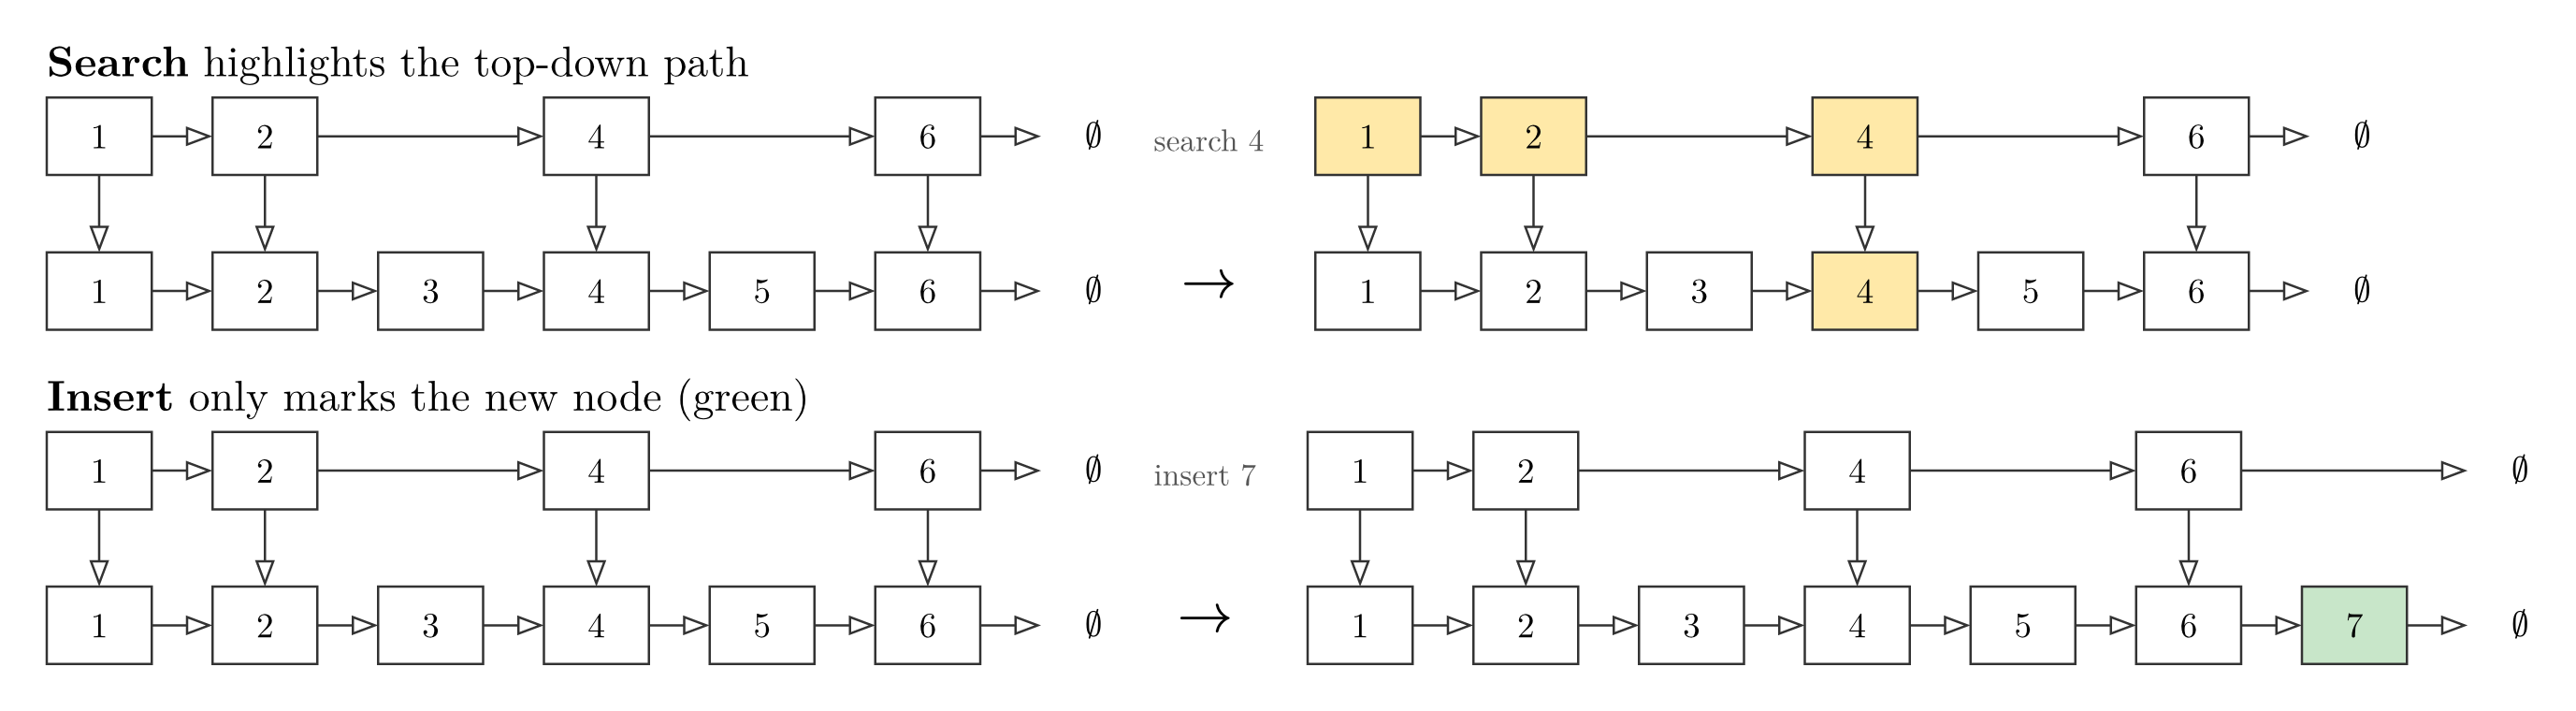 Search highlights the top-down path
1 2 4 6 ∅ search 4 1 2 4 6 ∅
1 2 3 4 5 6 ∅ → 1 2 3 4 5 6 ∅
Insert only marks the new node (green)
1 2 4 6 ∅ insert 7 1 2 4 6 ∅
1 2 3 4 5 6 ∅ → 1 2 3 4 5 6 7 ∅